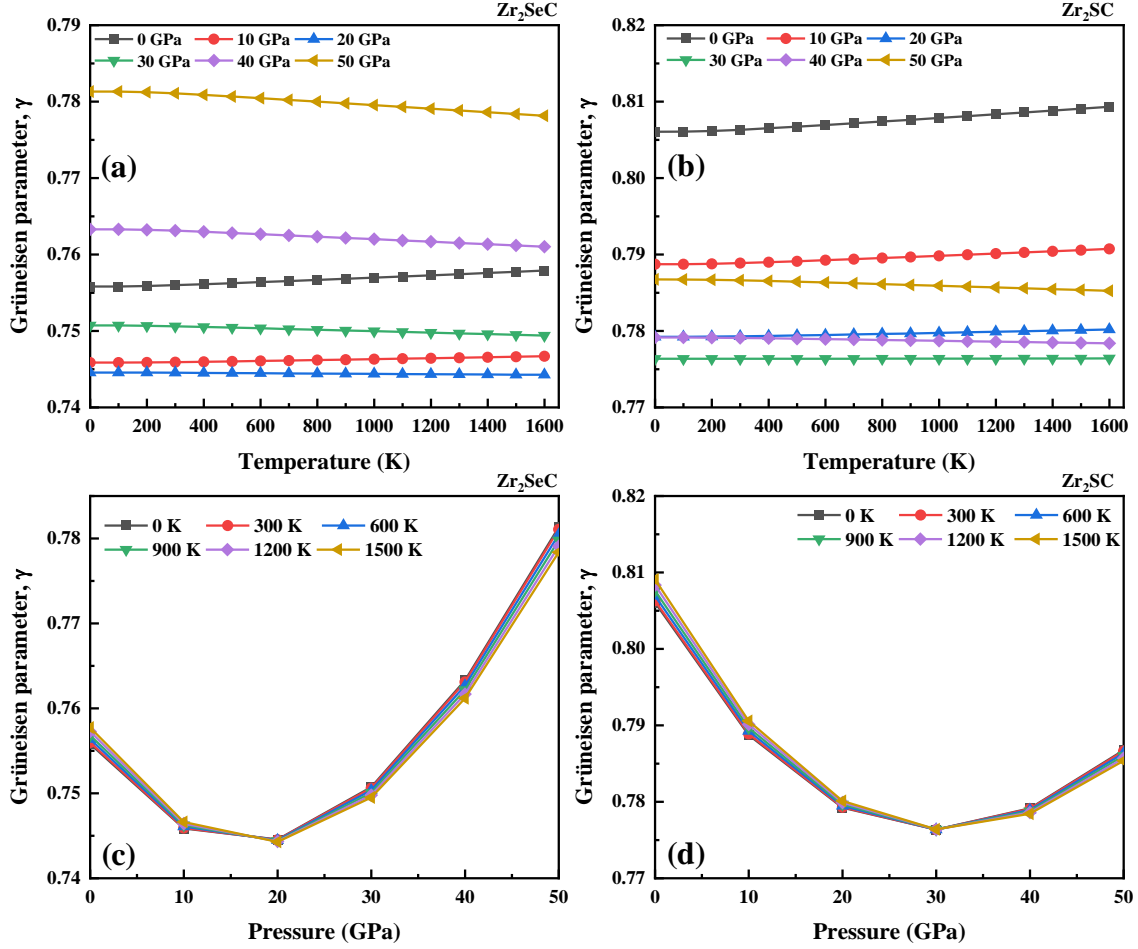 Zr₂SeC
0.79
0 GPa 10 GPa 20 GPa
30 GPa 40 GPa 50 GPa
0.78
0.77
0.76
0.75
0.74
(a)
Grüneisen parameter, γ
0 200 400 600 800 1000 1200 1400 1600
Temperature (K)
Zr₂SC
0.82
0 GPa 10 GPa 20 GPa
30 GPa 40 GPa 50 GPa
0.81
0.80
0.79
0.78
0.77
(b)
Grüneisen parameter, γ
0 200 400 600 800 1000 1200 1400 1600
Temperature (K)
Zr₂SeC
0 K 300 K 600 K
900 K 1200 K 1500 K
0.78
0.77
0.76
0.75
0.74
(c)
Grüneisen parameter, γ
0 10 20 30 40 50
Pressure (GPa)
Zr₂SC
0.82
0 K 300 K 600 K
900 K 1200 K 1500 K
0.81
0.80
0.79
0.78
0.77
(d)
Grüneisen parameter, γ
0 10 20 30 40 50
Pressure (GPa)